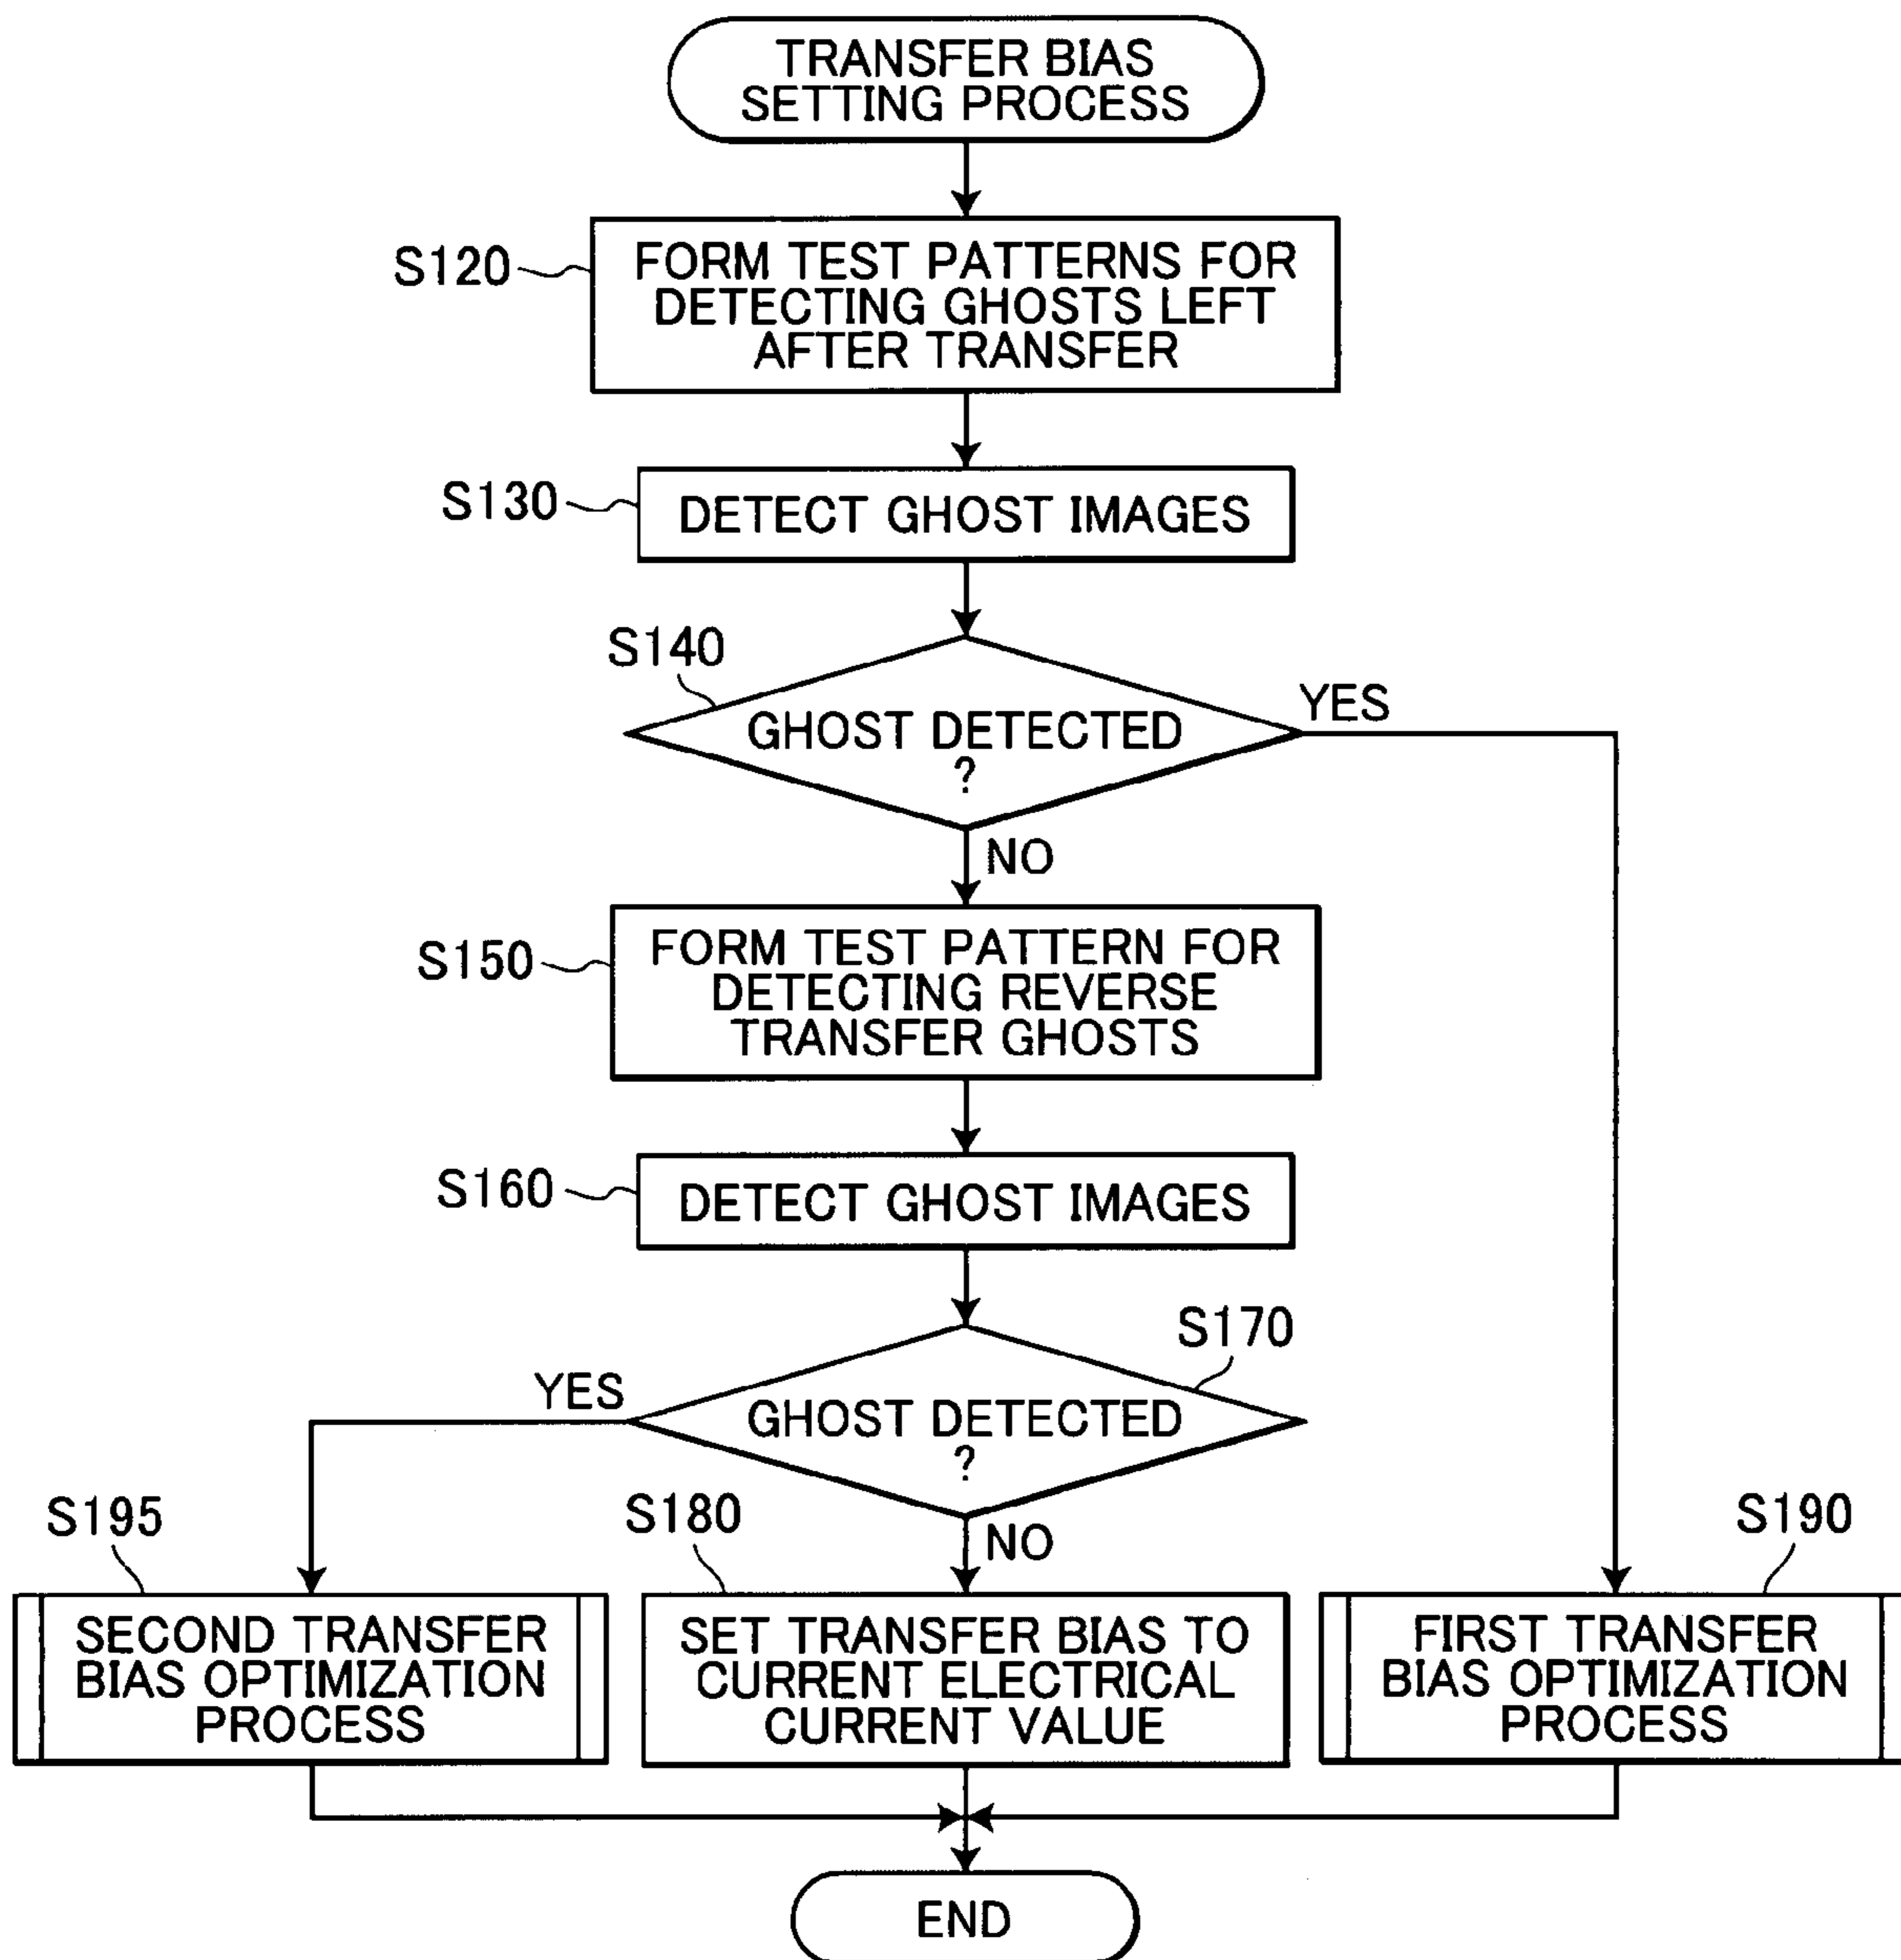 TRANSFER BIAS
SETTING PROCESS
S120
FORM TEST PATTERNS FOR
DETECTING GHOSTS LEFT
AFTER TRANSFER
S130
DETECT GHOST IMAGES
S140
GHOST DETECTED
?
YES
NO
S150
FORM TEST PATTERN FOR
DETECTING REVERSE
TRANSFER GHOSTS
S160
DETECT GHOST IMAGES
S170
GHOST DETECTED
?
YES
NO
S195
SECOND TRANSFER
BIAS OPTIMIZATION
PROCESS
S180
SET TRANSFER BIAS TO
CURRENT ELECTRICAL
CURRENT VALUE
S190
FIRST TRANSFER
BIAS OPTIMIZATION
PROCESS
END